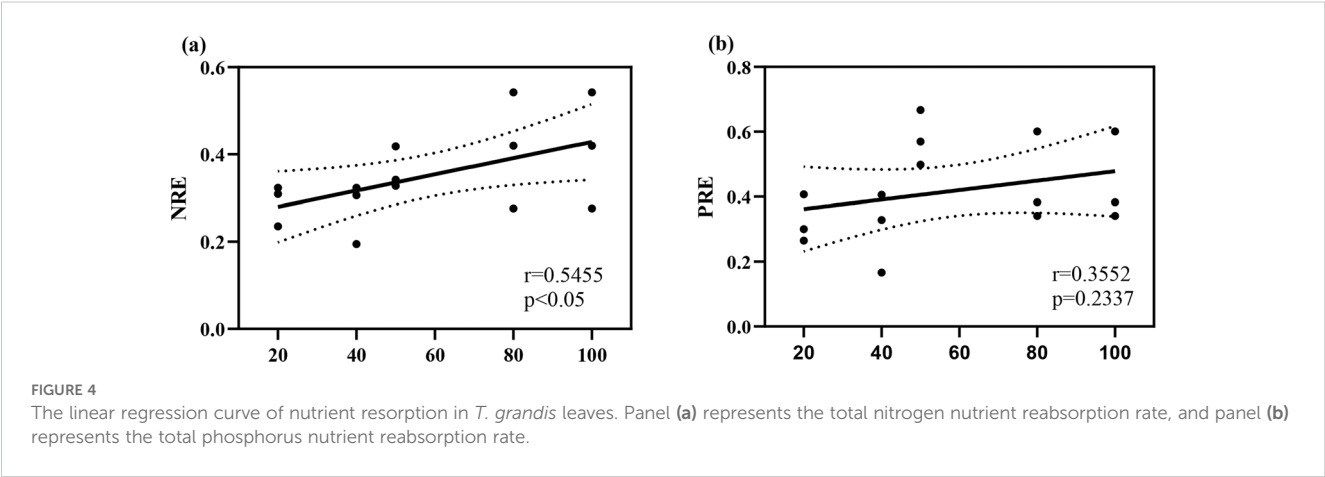 (a)
0.6
0.4
0.2
0.0
NRE
20 40 60 80 100
r=0.5455
p<0.05
(b)
0.8
0.6
0.4
0.2
0.0
PRE
20 40 60 80 100
r=0.3552
p=0.2337
FIGURE 4
The linear regression curve of nutrient resorption in T. grandis leaves. Panel (a) represents the total nitrogen nutrient reabsorption rate, and panel (b)
represents the total phosphorus nutrient reabsorption rate.